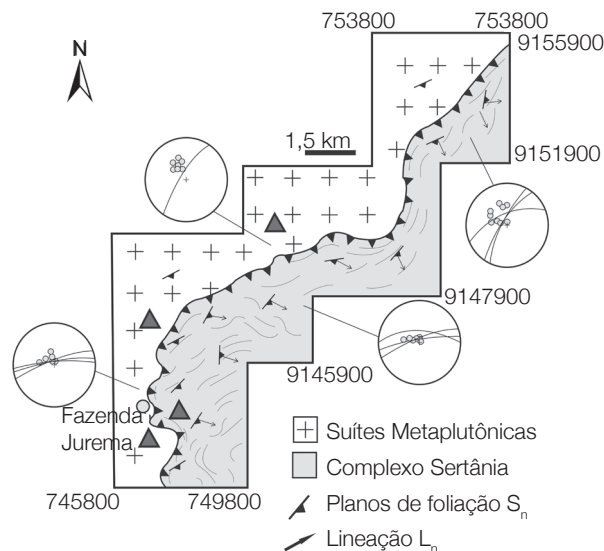 753800
753800
N
9155900
1,5 km
9151900
9147900
9145900
Fazenda
Jurema
Suítes Metaplutônicas
Complexo Sertânia
Planos de foliação Sn
Lineação Ln
745800
749800